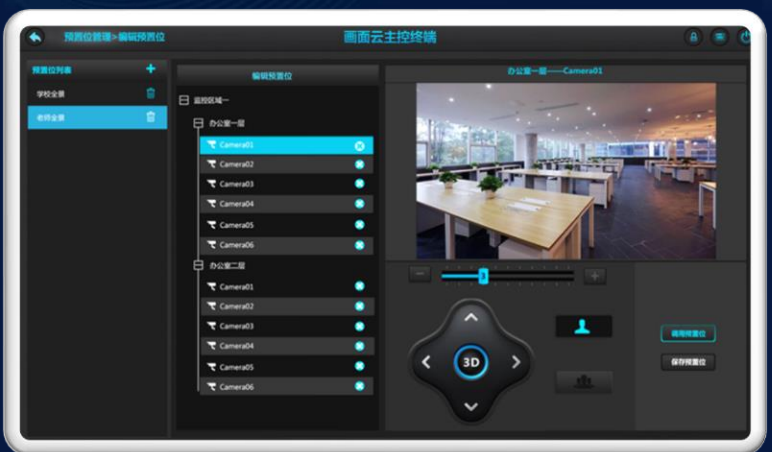 预置位管理>编辑预置位
画面云主控终端
预置位列表
+
学校全景
老师全景
编辑预置位
监控区域一
办公室一层
Camera01
Camera02
Camera03
Camera04
Camera05
Camera06
办公室二层
Camera01
Camera02
Camera03
Camera04
Camera05
Camera06
办公室一层——Camera01
3D
调用预置位
保存预置位